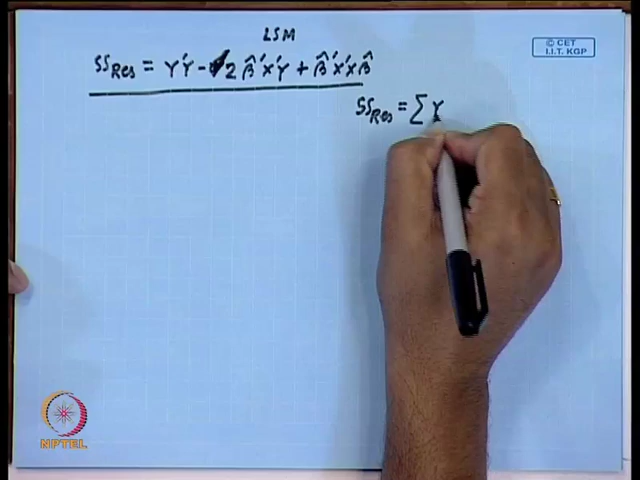 LSM
© CET
I.I.T. KGP
SS_Res = Y'Y - 2 β̂'X'Y + β̂'X'Xβ̂
SS_Res = Σ Y
NPTEL